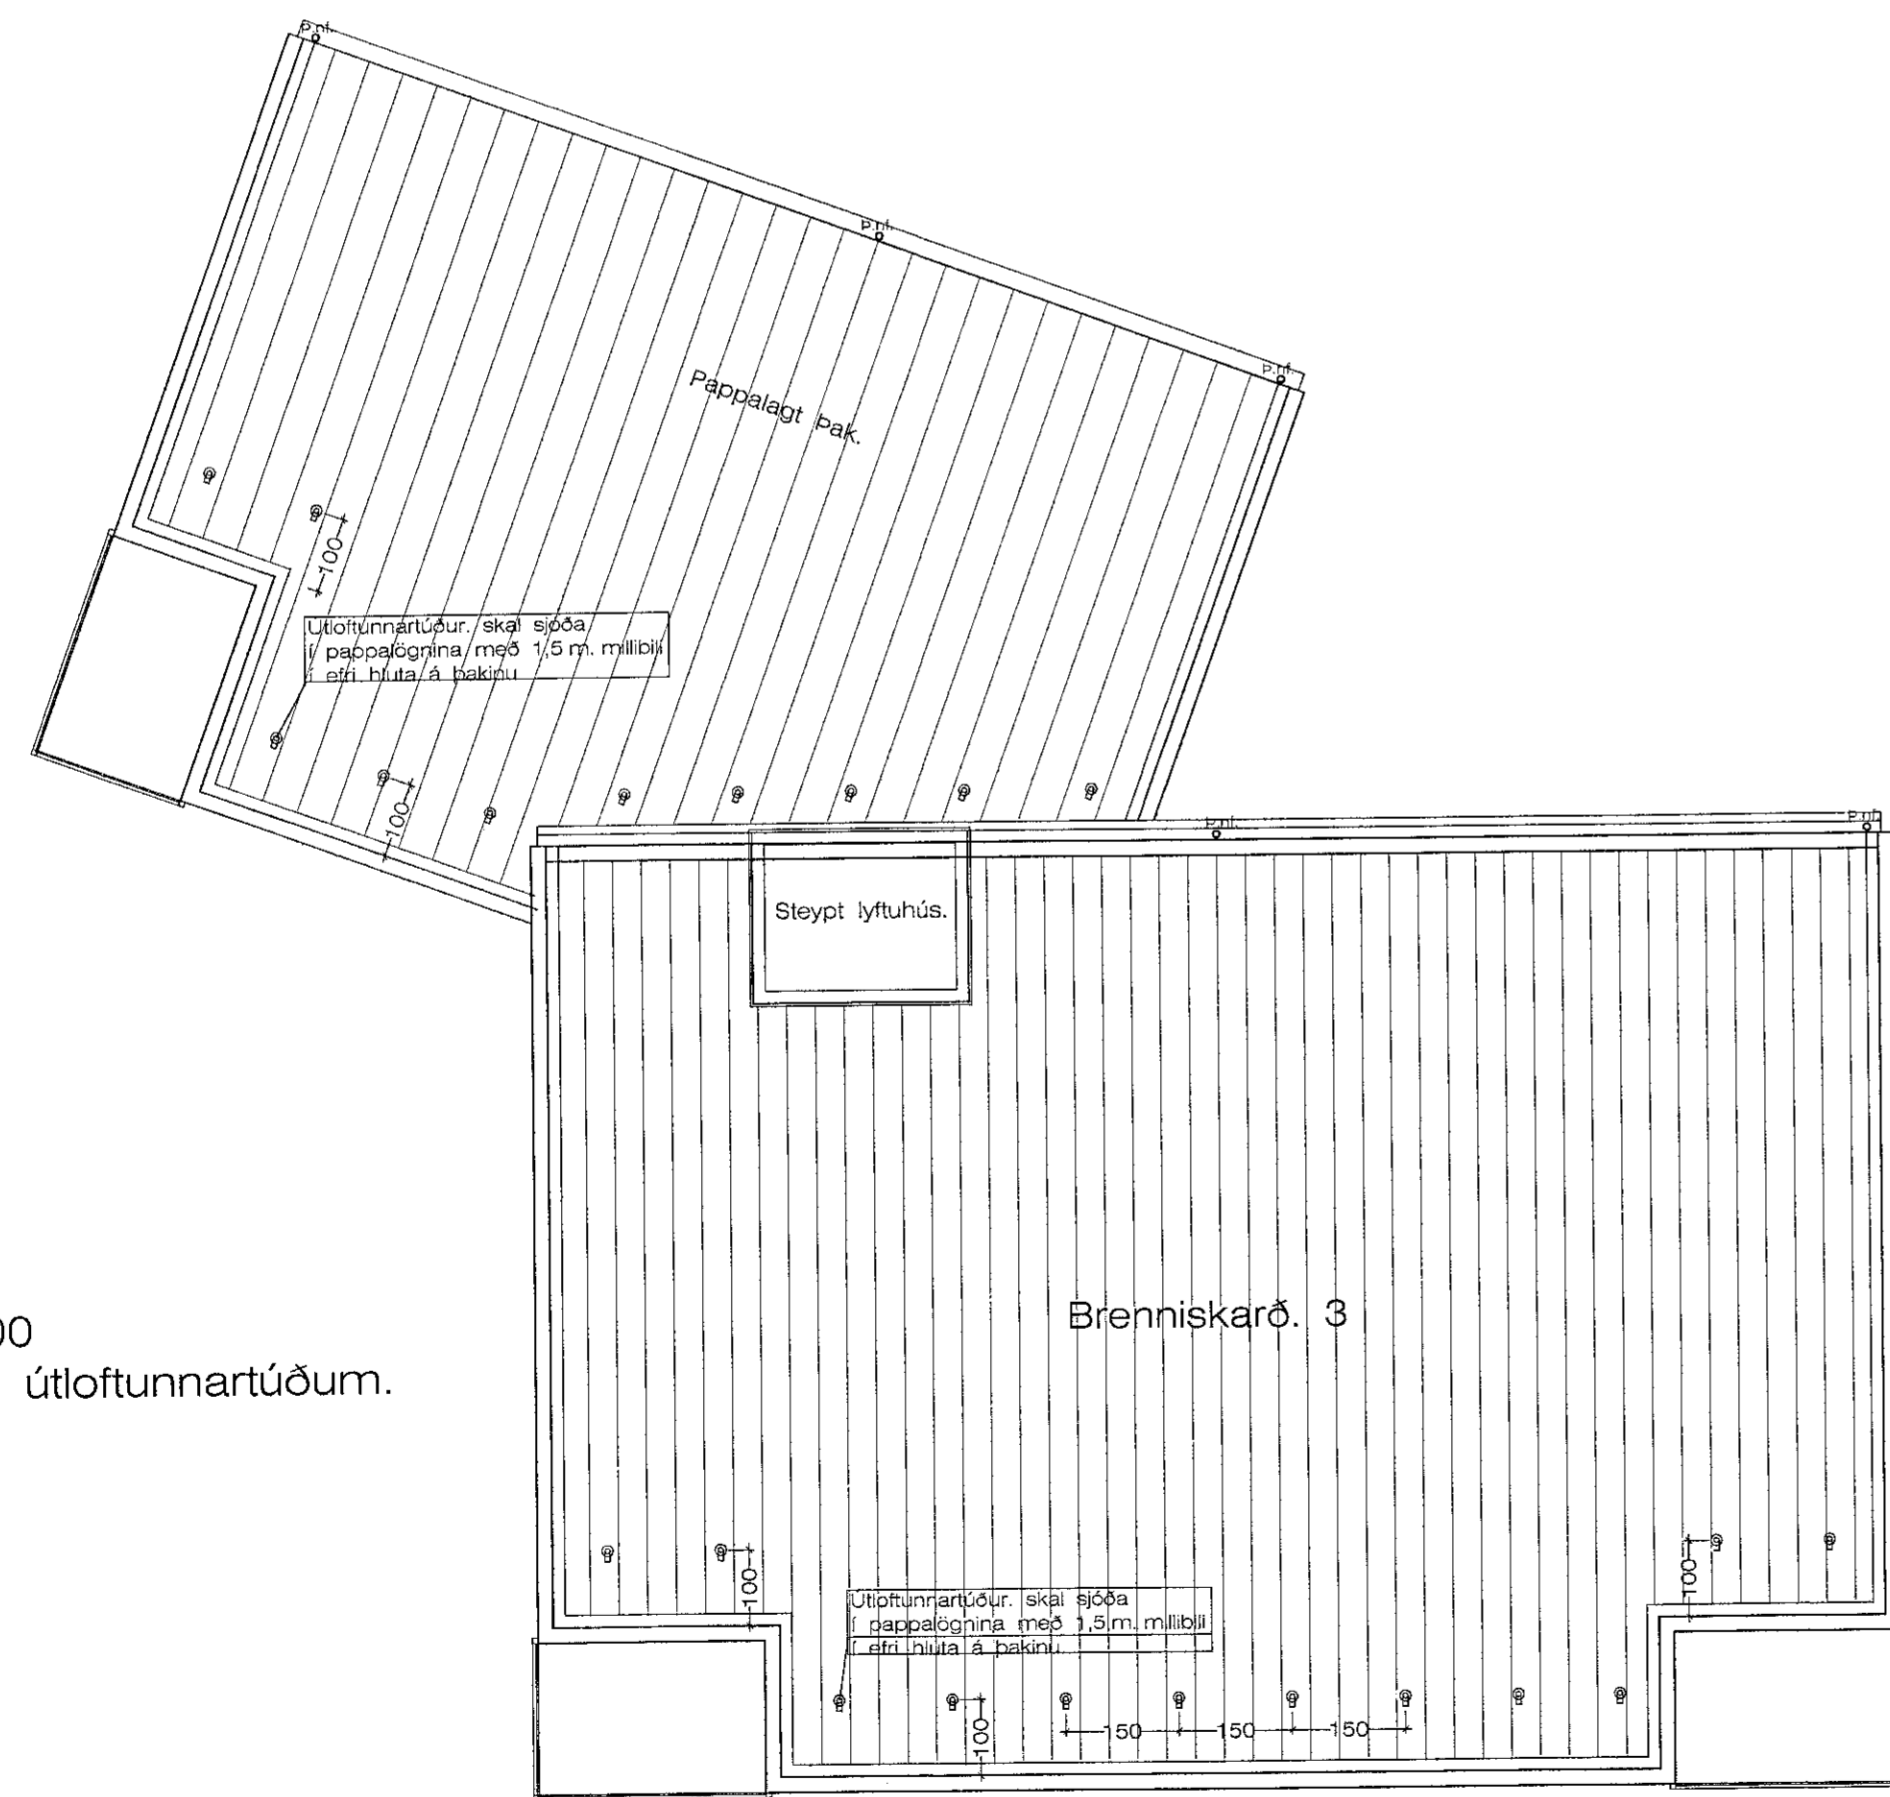 Þ.nf.
Þ.nf.
Þ.nf.
Pappalagt Þak.
100
Útloftunnartúður. skal sjóða
í pappalögnina með 1,5 m. millibili
í efri hluta á þakinu
100
Þ.nf.
Þ.nf.
Steypt lyftuhús.
Brenniskarð. 3
00
útloftunnartúðum.
100
100
Útloftunnartúður. skal sjóða
í pappalögnina með 1,5 m. millibili
í efri hluta á þakinu
100
150
150
150